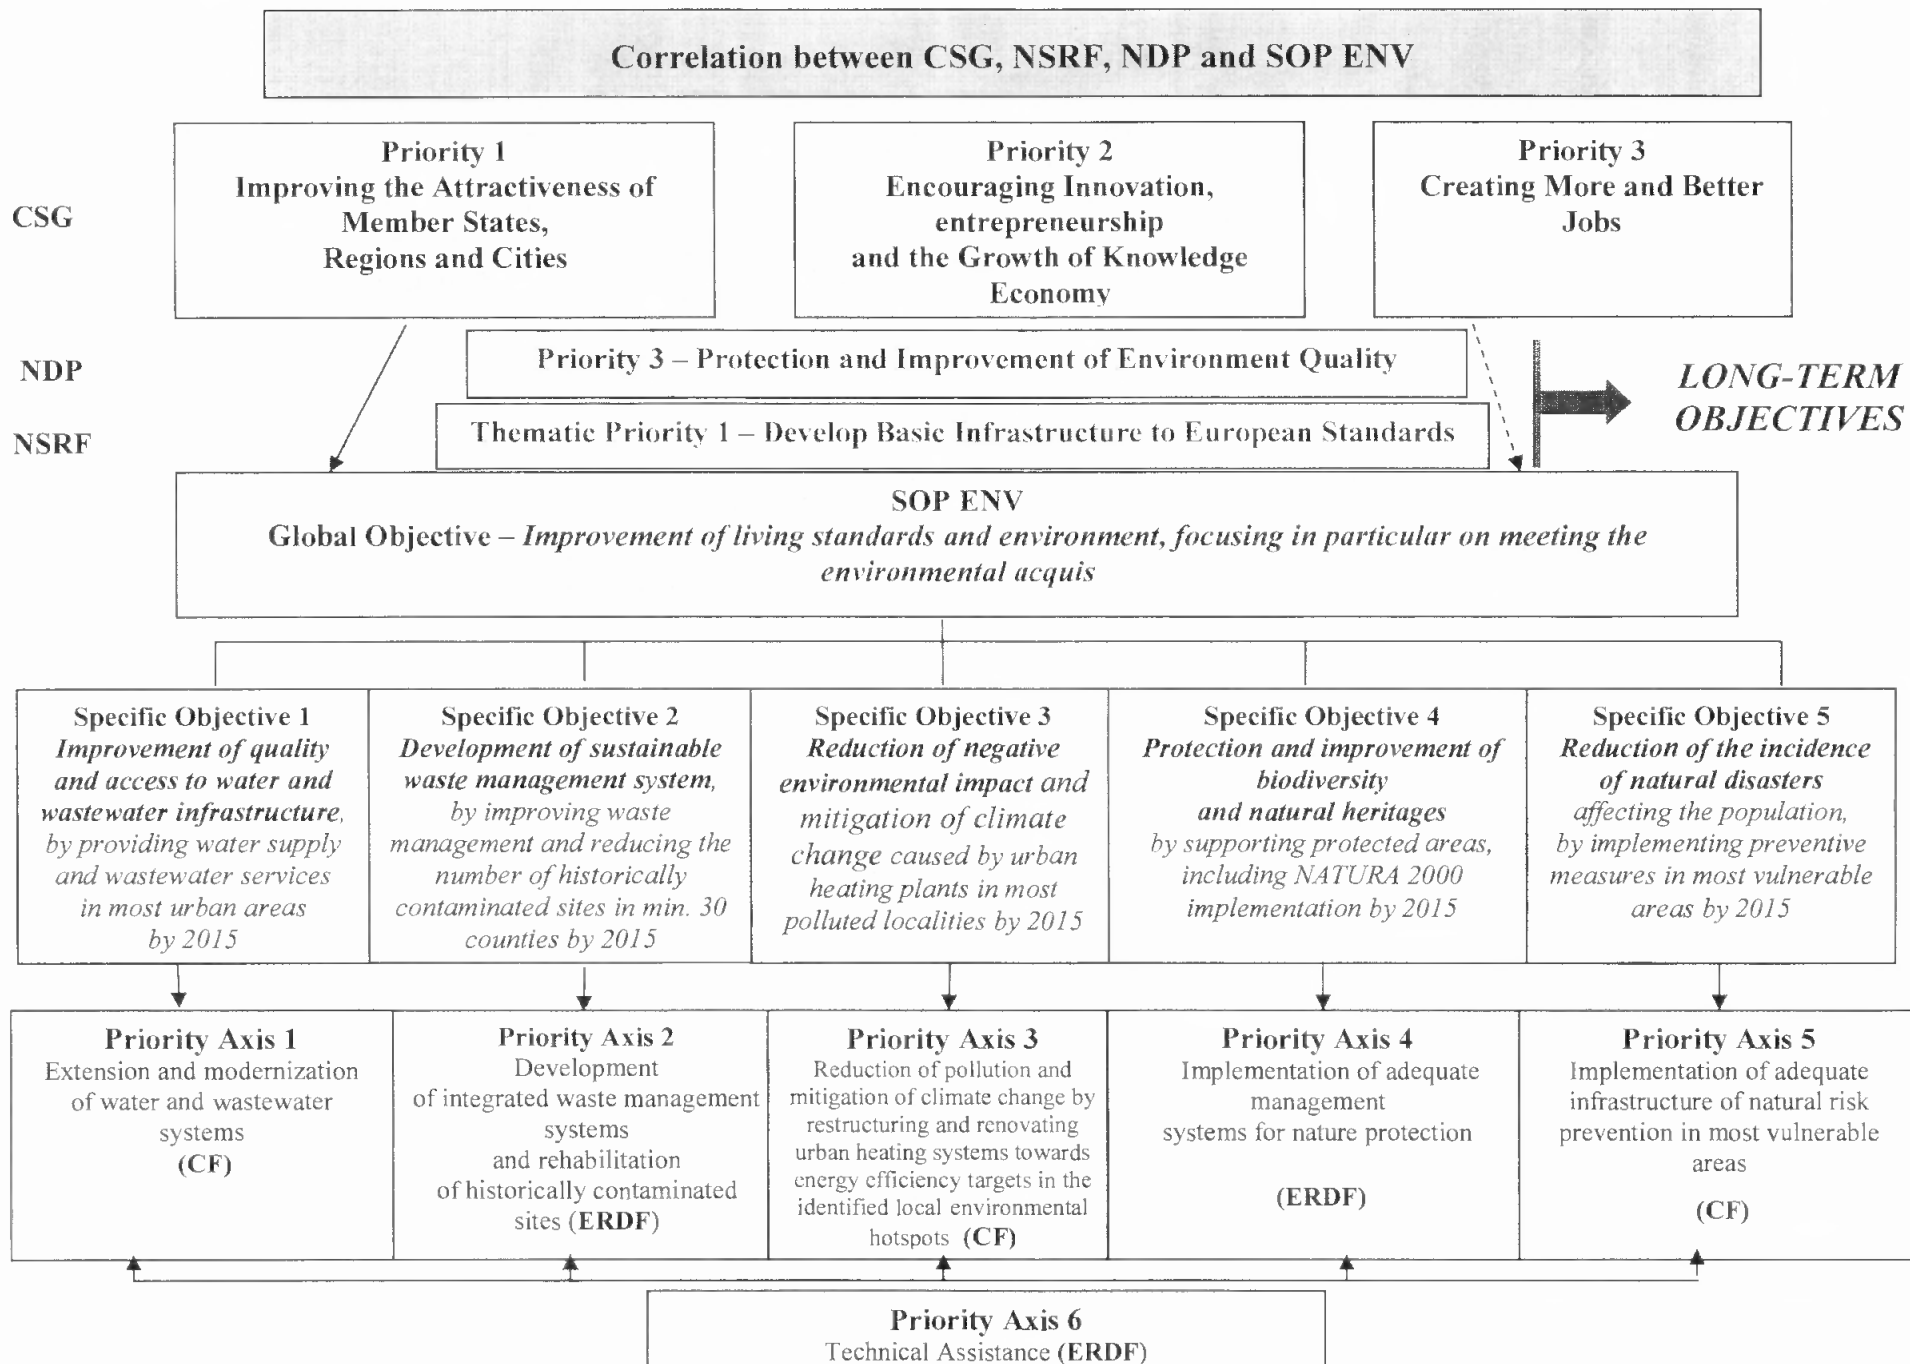 Correlation between CSG, NSRF, NDP and SOP ENV
CSG
Priority 1
Improving the Attractiveness of
Member States,
Regions and Cities
Priority 2
Encouraging Innovation,
entrepreneurship
and the Growth of Knowledge
Economy
Priority 3
Creating More and Better
Jobs
NDP
Priority 3 – Protection and Improvement of Environment Quality
NSRF
Thematic Priority 1 – Develop Basic Infrastructure to European Standards
LONG-TERM
OBJECTIVES
SOP ENV
Global Objective – Improvement of living standards and environment, focusing in particular on meeting the
environmental acquis
Specific Objective 1
Improvement of quality
and access to water and
wastewater infrastructure,
by providing water supply
and wastewater services
in most urban areas
by 2015
Specific Objective 2
Development of sustainable
waste management system,
by improving waste
management and reducing the
number of historically
contaminated sites in min. 30
counties by 2015
Specific Objective 3
Reduction of negative
environmental impact and
mitigation of climate
change caused by urban
heating plants in most
polluted localities by 2015
Specific Objective 4
Protection and improvement of
biodiversity
and natural heritages
by supporting protected areas,
including NATURA 2000
implementation by 2015
Specific Objective 5
Reduction of the incidence
of natural disasters
affecting the population,
by implementing preventive
measures in most vulnerable
areas by 2015
Priority Axis 1
Extension and modernization
of water and wastewater
systems
(CF)
Priority Axis 2
Development
of integrated waste management
systems
and rehabilitation
of historically contaminated
sites (ERDF)
Priority Axis 3
Reduction of pollution and
mitigation of climate change by
restructuring and renovating
urban heating systems towards
energy efficiency targets in the
identified local environmental
hotspots (CF)
Priority Axis 4
Implementation of adequate
management
systems for nature protection
(ERDF)
Priority Axis 5
Implementation of adequate
infrastructure of natural risk
prevention in most vulnerable
areas
(CF)
Priority Axis 6
Technical Assistance (ERDF)